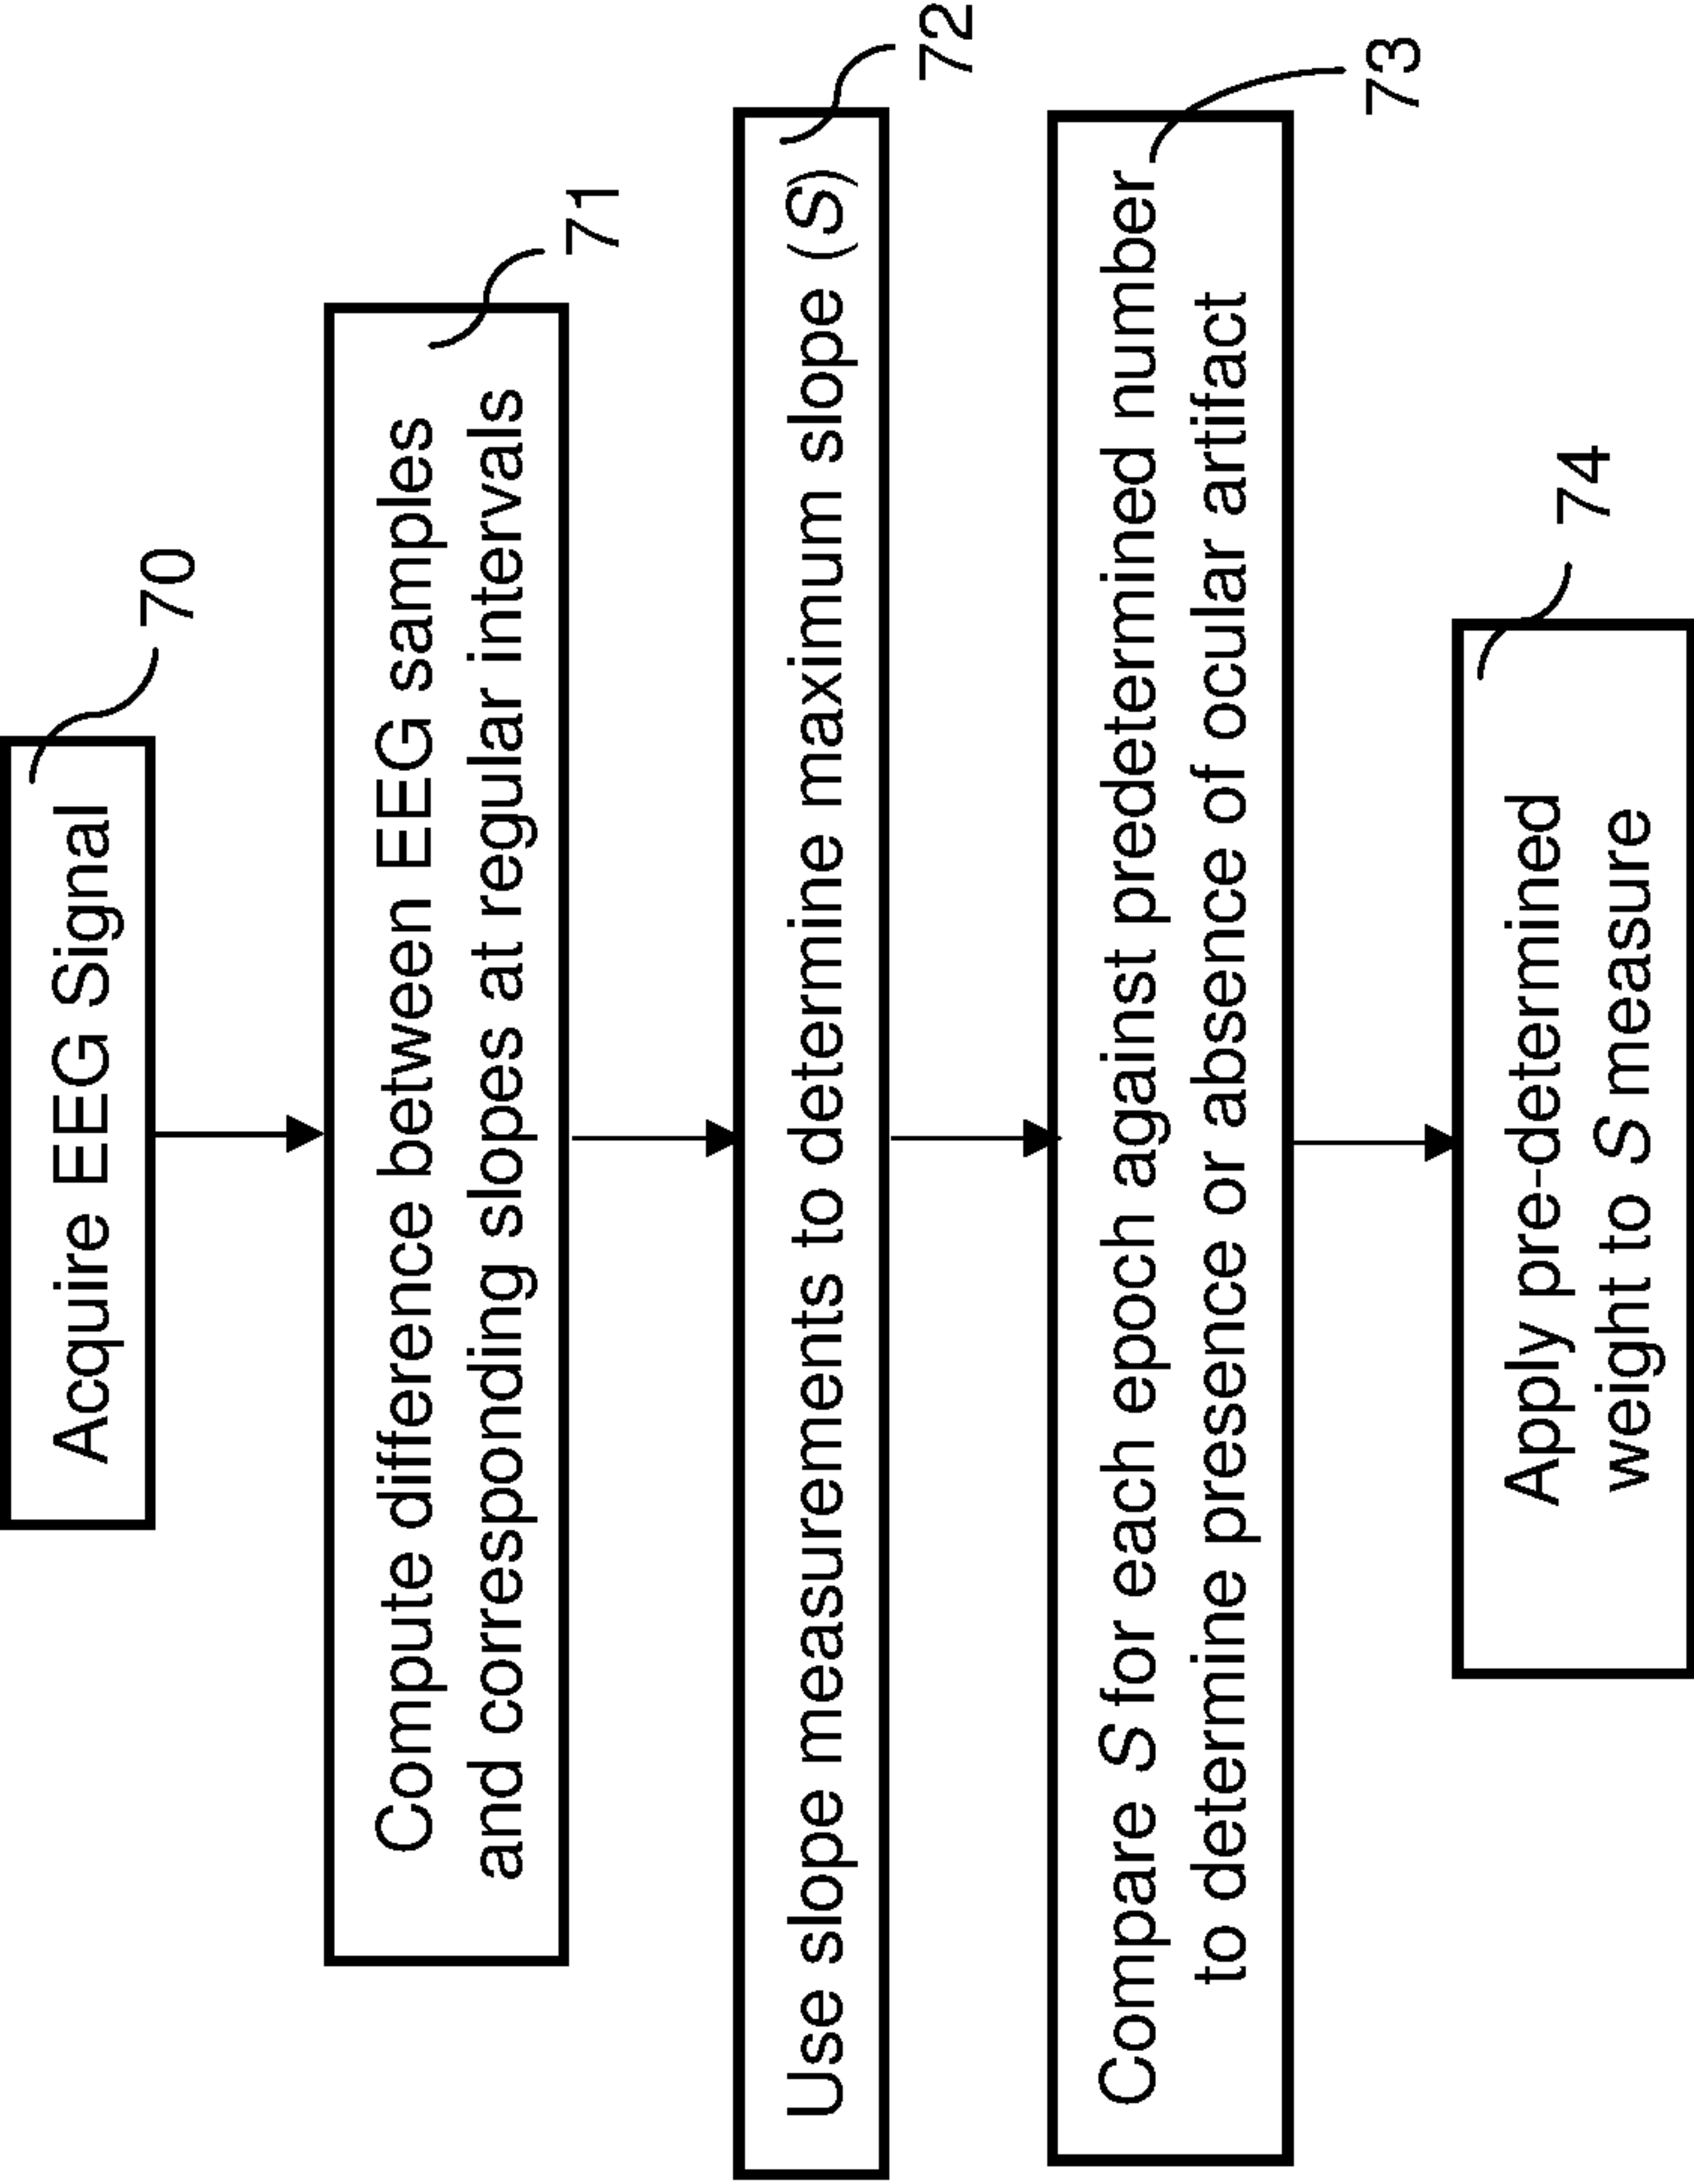 Acquire EEG Signal
70
Compute difference between EEG samples
and corresponding slopes at regular intervals
71
Use slope measurements to determine maximum slope (S)
72
Compare S for each epoch against predetermined number
to determine presence or absence of ocular artifact
73
Apply pre-determined
weight to S measure
74